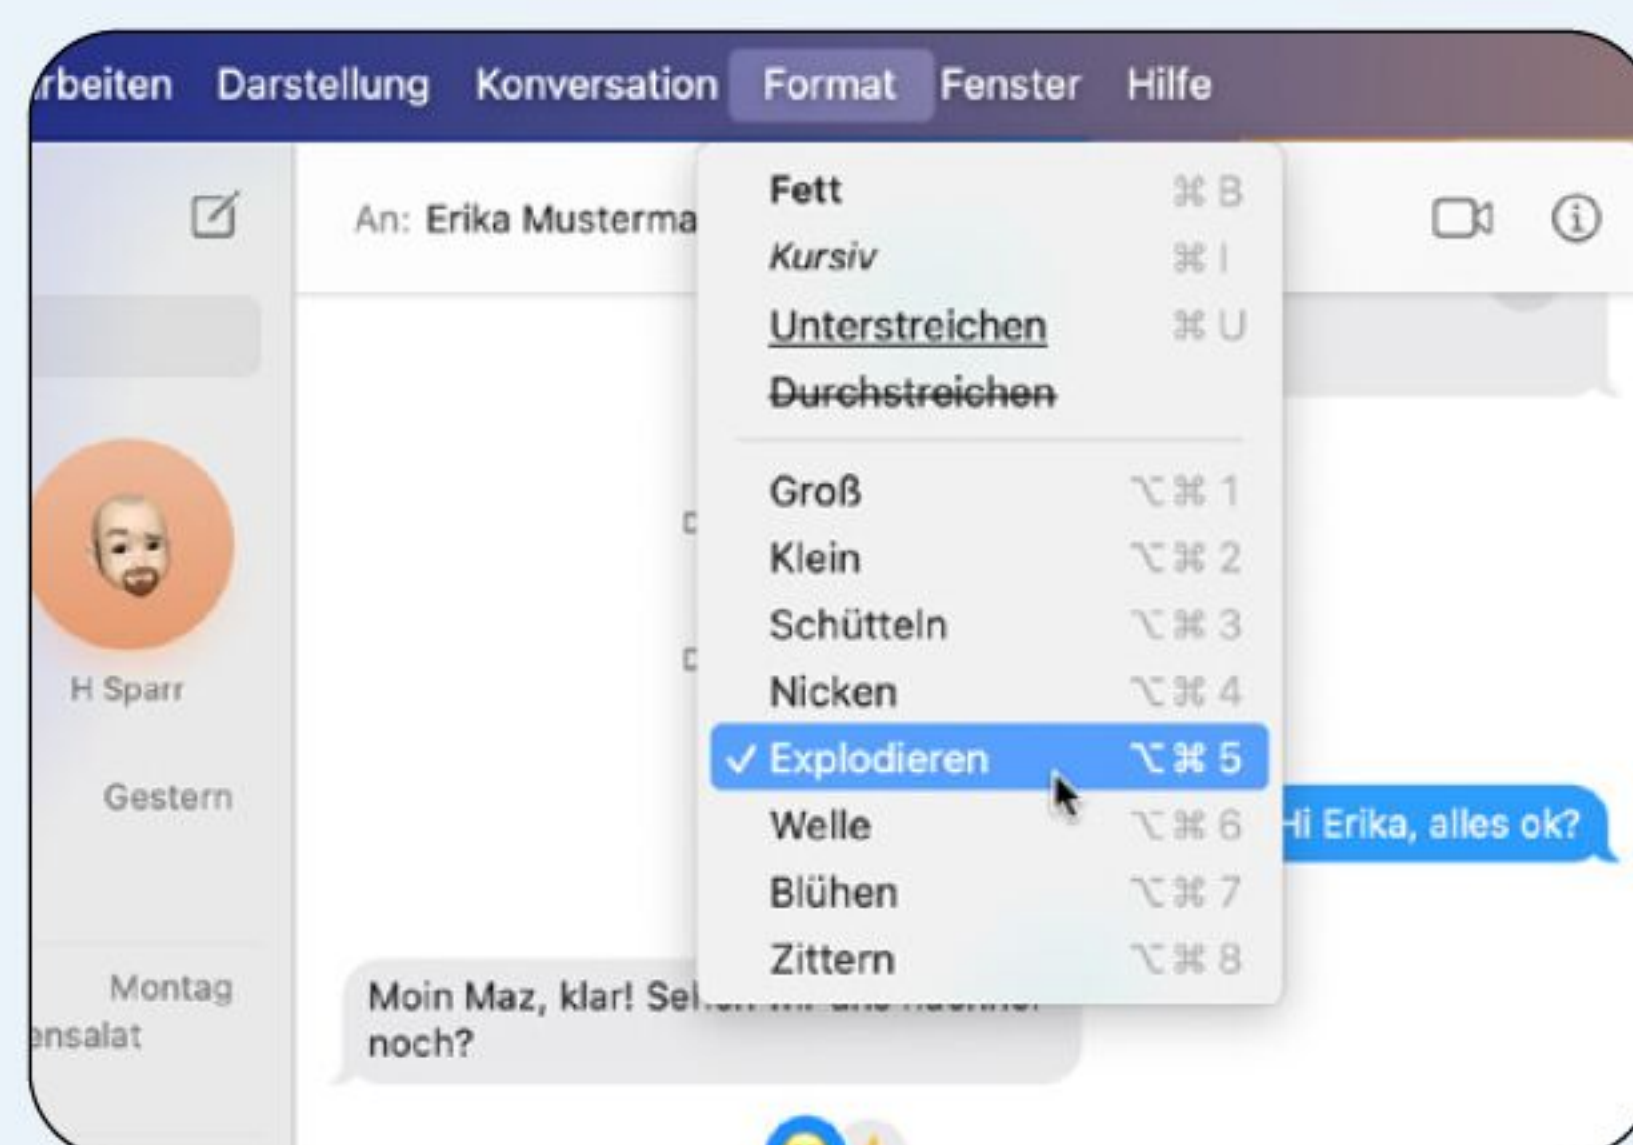 rbeiten Darstellung Konversation Format Fenster Hilfe
An: Erika Musterma
Fett ⌘ B
Kursiv ⌘ I
Unterstreichen ⌘ U
Durchstreichen
Groß ⌥⌘ 1
Klein ⌥⌘ 2
Schütteln ⌥⌘ 3
Nicken ⌥⌘ 4
✓ Explodieren ⌥⌘ 5
Welle ⌥⌘ 6
Blühen ⌥⌘ 7
Zittern ⌥⌘ 8
H Sparr
Gestern
Montag
ensalat
Hi Erika, alles ok?
Moin Maz, klar!
noch?